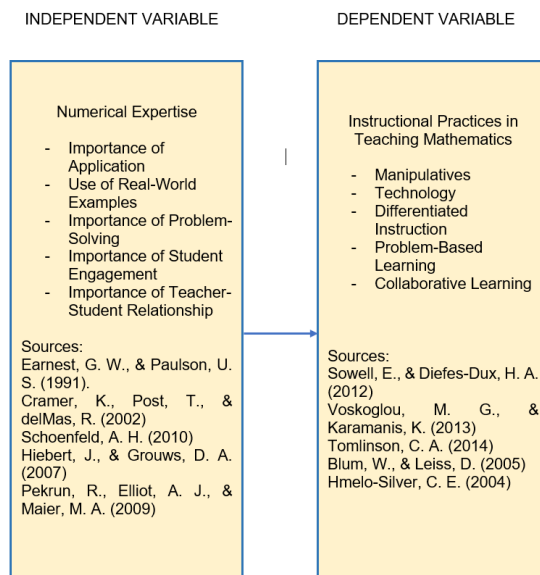 INDEPENDENT VARIABLE
DEPENDENT VARIABLE
Numerical Expertise
- Importance of
Application
- Use of Real-World
Examples
- Importance of Problem-
Solving
- Importance of Student
Engagement
- Importance of Teacher-
Student Relationship
Sources:
Earnest, G. W., & Paulson, U.
S. (1991).
Cramer, K., Post, T., &
delMas, R. (2002)
Schoenfeld, A. H. (2010)
Hiebert, J., & Grouws, D. A.
(2007)
Pekrun, R., Elliot, A. J., &
Maier, M. A. (2009)
Instructional Practices in
Teaching Mathematics
- Manipulatives
- Technology
- Differentiated
Instruction
- Problem-Based
Learning
- Collaborative Learning
Sources:
Sowell, E., & Diefes-Dux, H. A.
(2012)
Voskoglou, M. G., &
Karamanis, K. (2013)
Tomlinson, C. A. (2014)
Blum, W., & Leiss, D. (2005)
Hmelo-Silver, C. E. (2004)